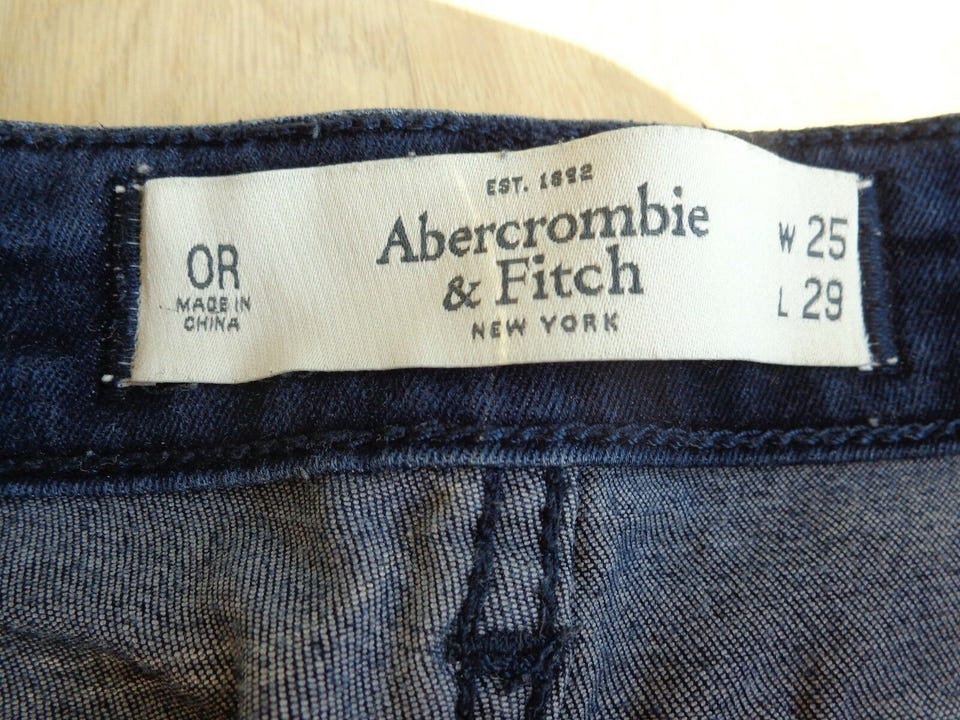 OR
MADE IN
CHINA
EST. 1892
Abercrombie
& Fitch
NEW YORK
W 25
L 29